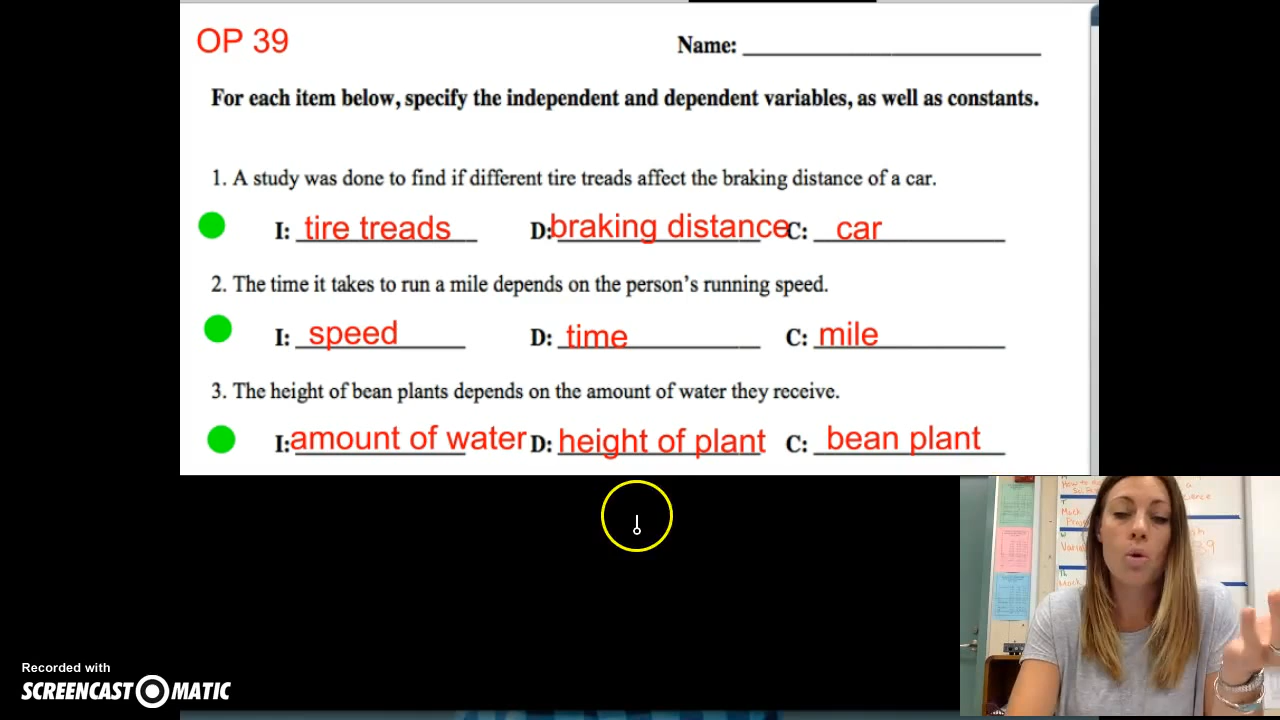 OP 39
Name:
For each item below, specify the independent and dependent variables, as well as constants.
1. A study was done to find if different tire treads affect the braking distance of a car.
I: tire treads D: braking distance C: car
2. The time it takes to run a mile depends on the person's running speed.
I: speed D: time C: mile
3. The height of bean plants depends on the amount of water they receive.
I: amount of water D: height of plant C: bean plant
Math
Recorded with
SCREENCAST-O-MATIC